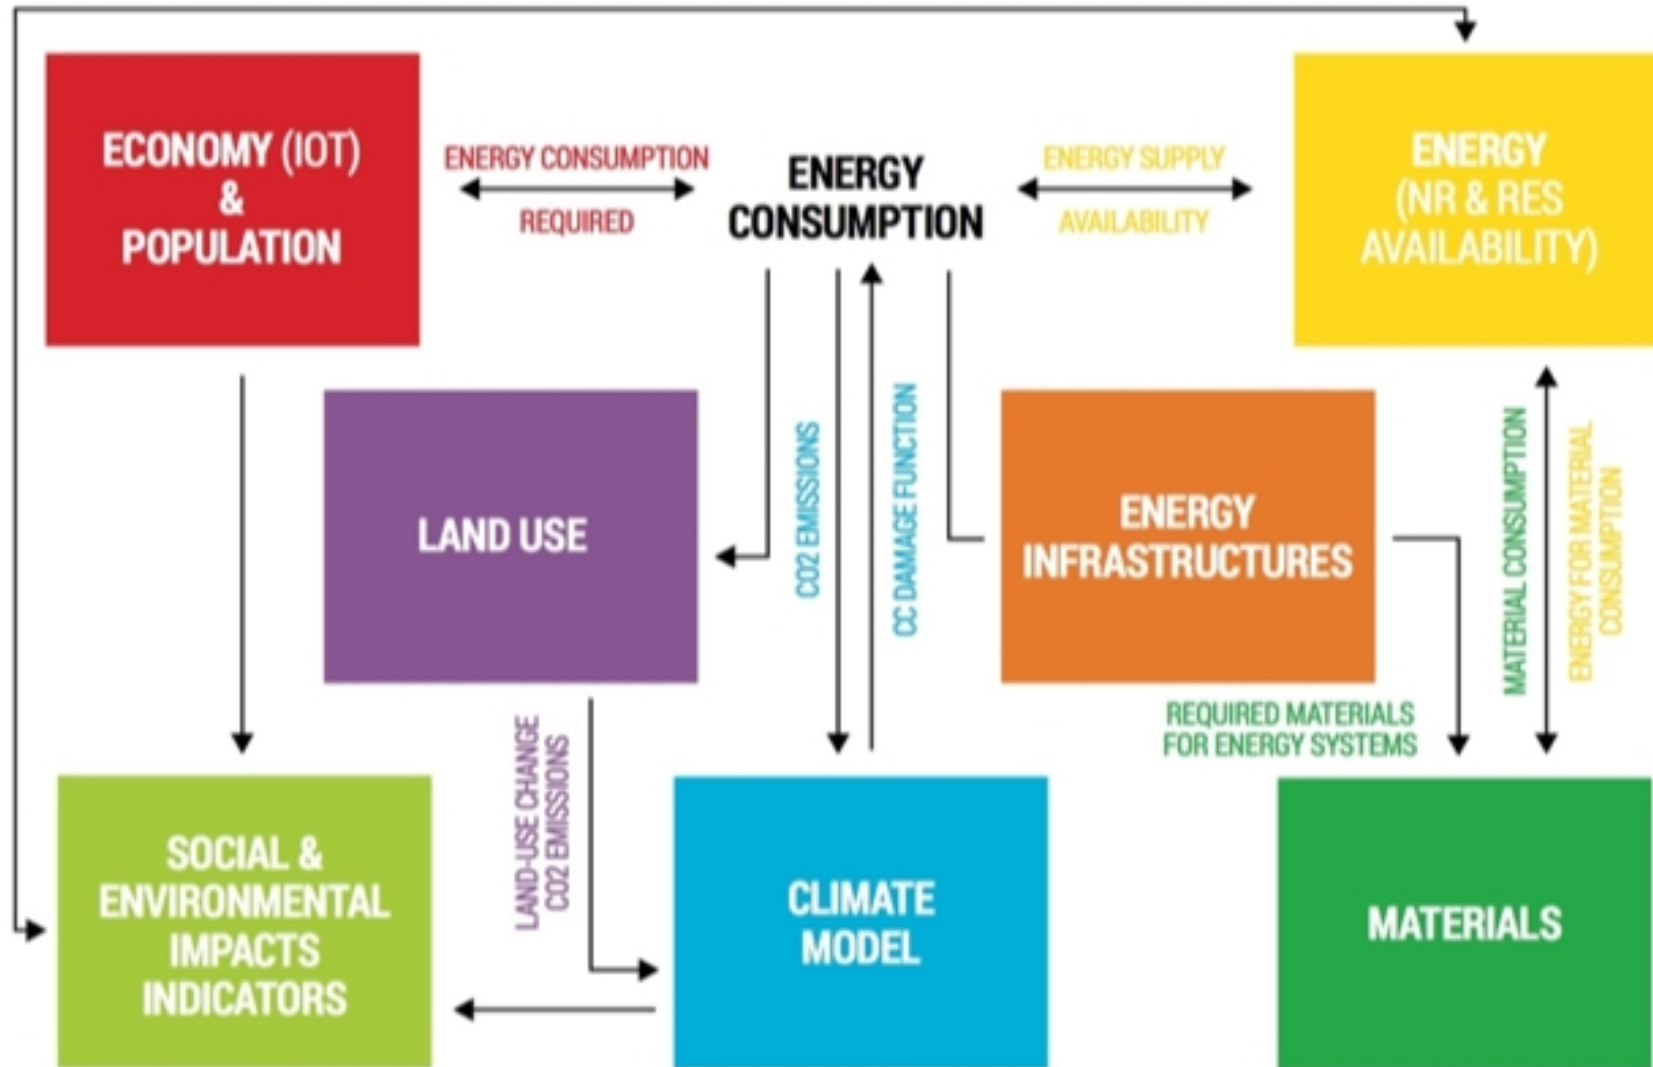 ECONOMY (IOT)
&
POPULATION
ENERGY CONSUMPTION
REQUIRED
ENERGY
CONSUMPTION
ENERGY SUPPLY
AVAILABILITY
ENERGY
(NR & RES
AVAILABILITY)
LAND USE
CO2 EMISSIONS
CC DAMAGE FUNCTION
ENERGY
INFRASTRUCTURES
MATERIAL CONSUMPTION
ENERGY FOR MATERIAL
CONSUMPTION
REQUIRED MATERIALS
FOR ENERGY SYSTEMS
LAND-USE CHANGE
CO2 EMISSIONS
SOCIAL &
ENVIRONMENTAL
IMPACTS
INDICATORS
CLIMATE
MODEL
MATERIALS